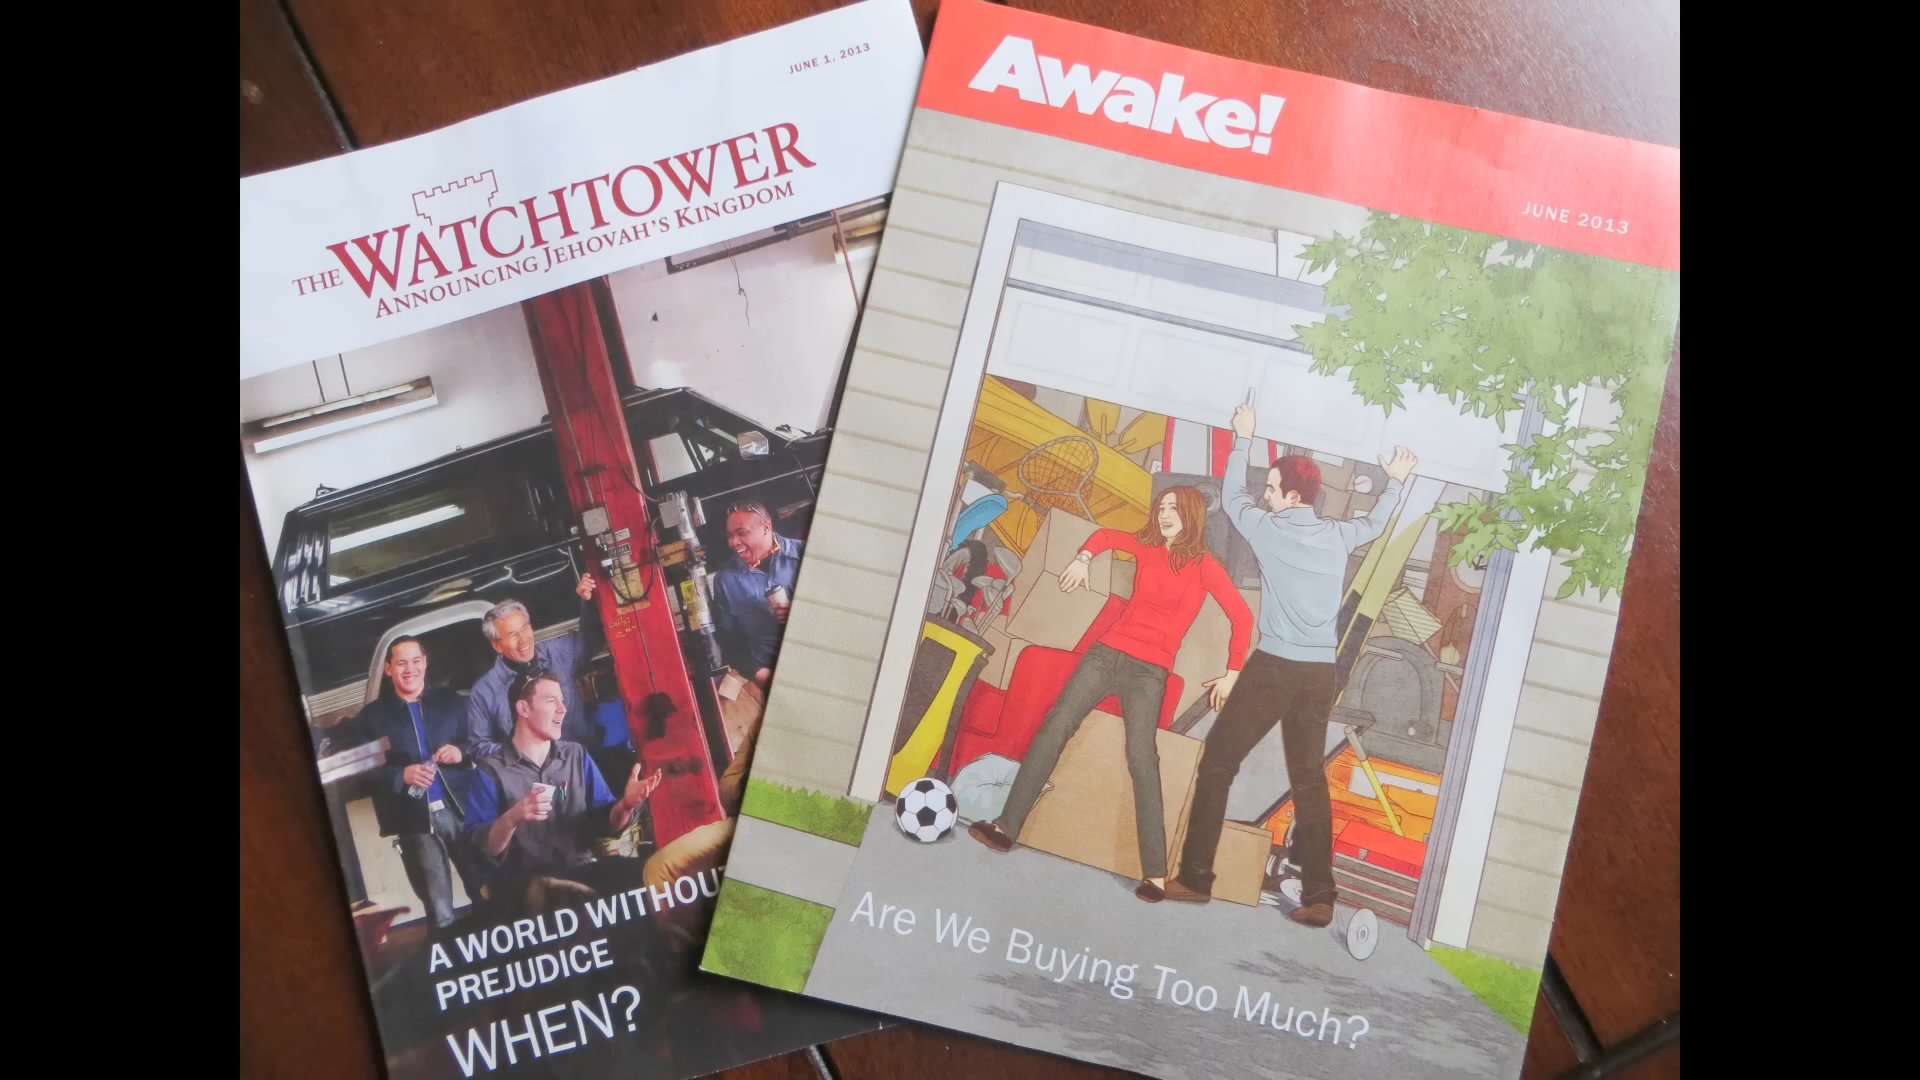 JUNE 1, 2013
THE WATCHTOWER
ANNOUNCING JEHOVAH'S KINGDOM
A WORLD WITHOU
PREJUDICE
WHEN?
Awake!
JUNE 2013
Are We Buying Too Much?